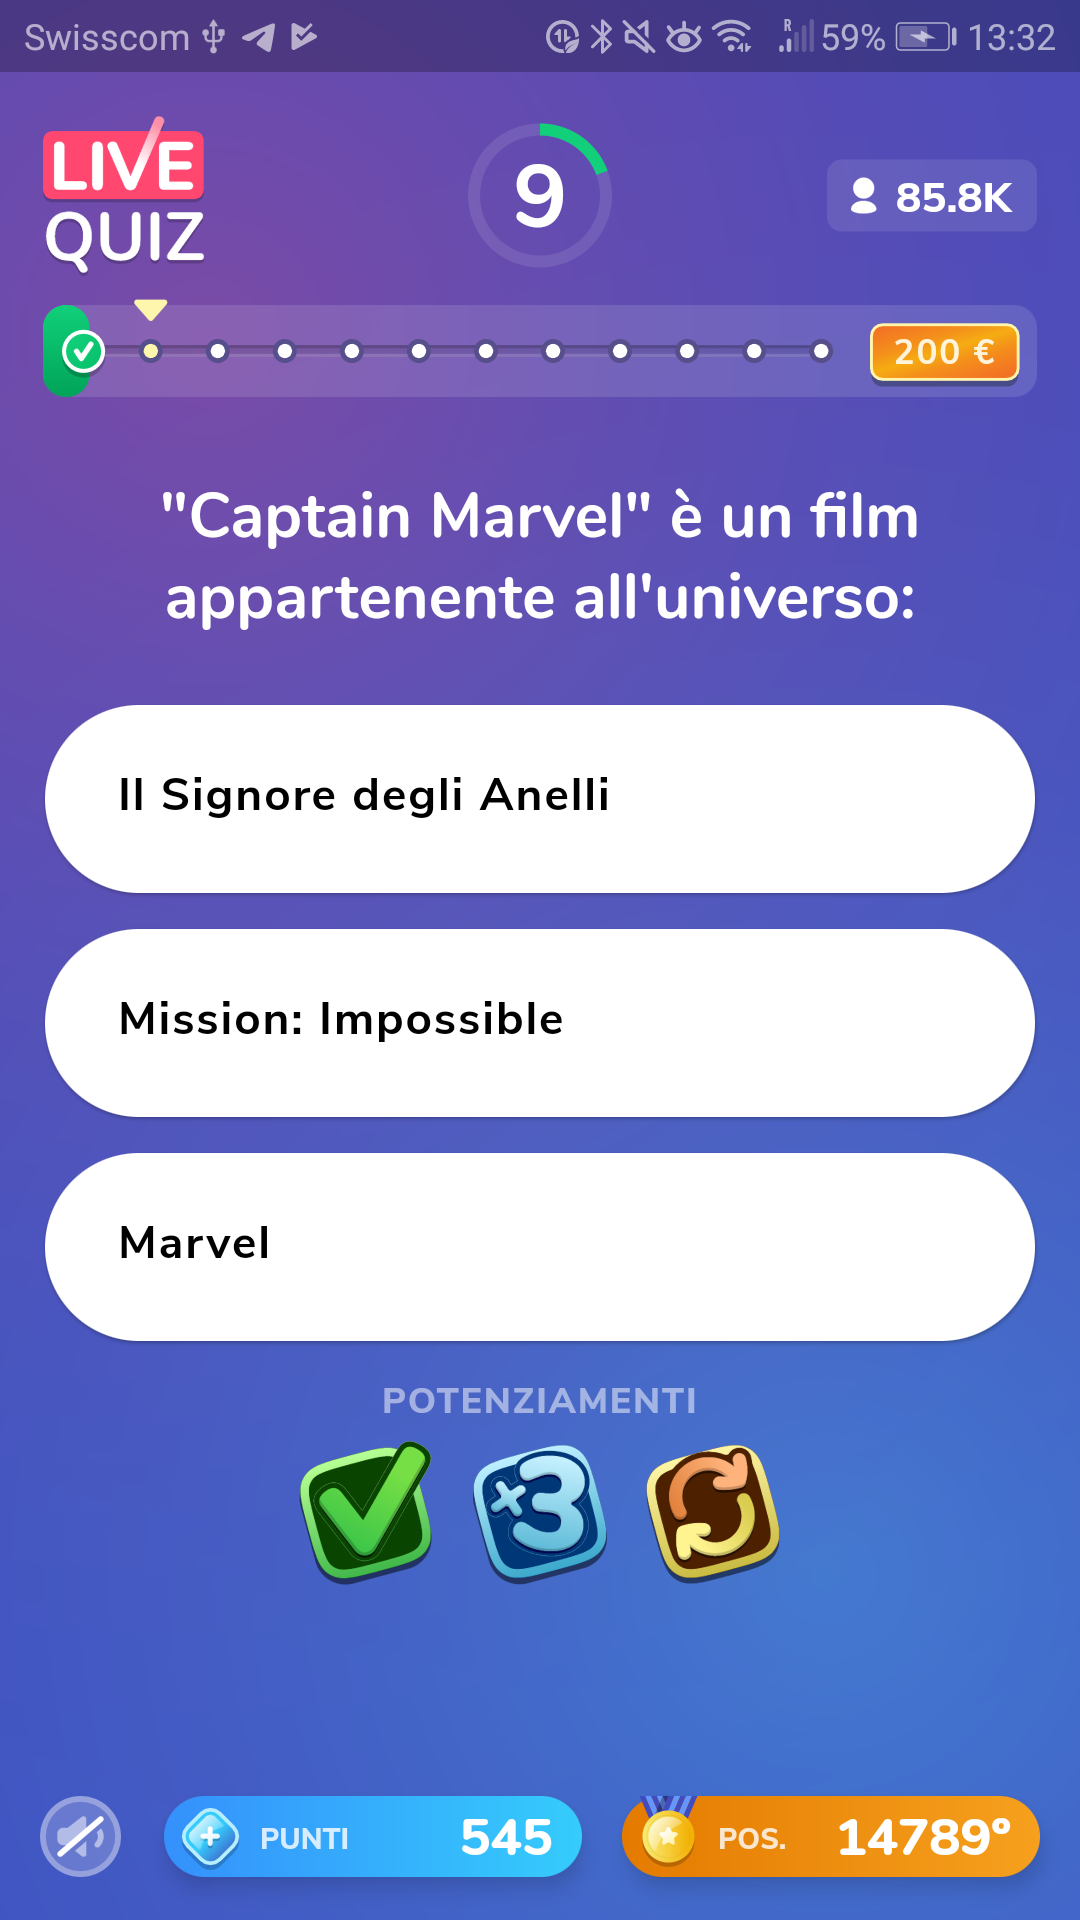 Swisscom 59% 13:32
LIVE
QUIZ
9
85.8K
200 €
"Captain Marvel" è un film
appartenente all'universo:
Il Signore degli Anelli
Mission: Impossible
Marvel
POTENZIAMENTI
×3
PUNTI 545
POS. 14789°